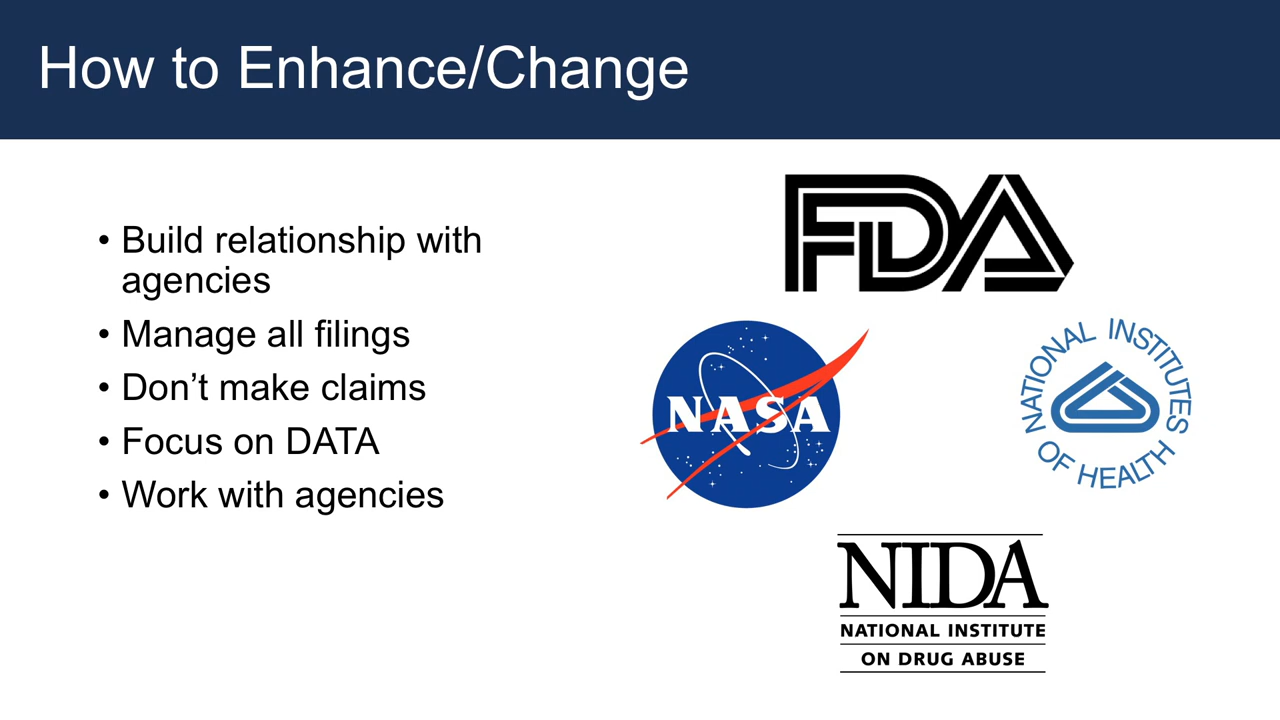 How to Enhance/Change
• Build relationship with
agencies
• Manage all filings
• Don’t make claims
• Focus on DATA
• Work with agencies
FDA
NASA
NATIONAL INSTITUTES
OF HEALTH
NIDA
NATIONAL INSTITUTE
ON DRUG ABUSE